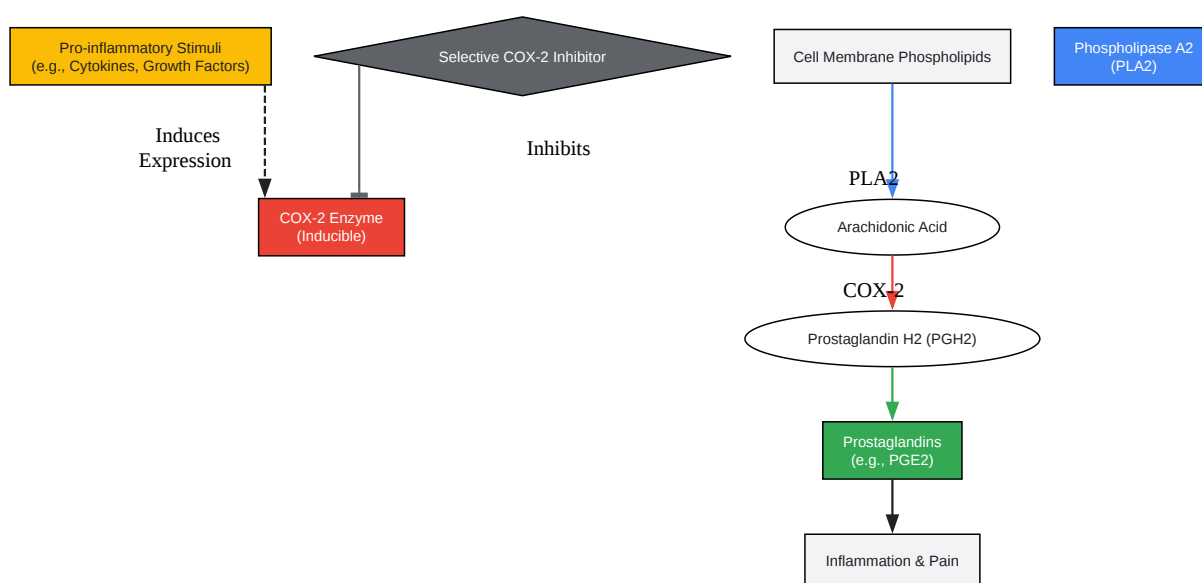 Pro-inflammatory Stimuli
(e.g., Cytokines, Growth Factors)
Selective COX-2 Inhibitor
Cell Membrane Phospholipids
Phospholipase A2
(PLA2)
Induces
Expression
Inhibits
PLA2
COX-2 Enzyme
(Inducible)
Arachidonic Acid
COX-2
Prostaglandin H2 (PGH2)
Prostaglandins
(e.g., PGE2)
Inflammation & Pain